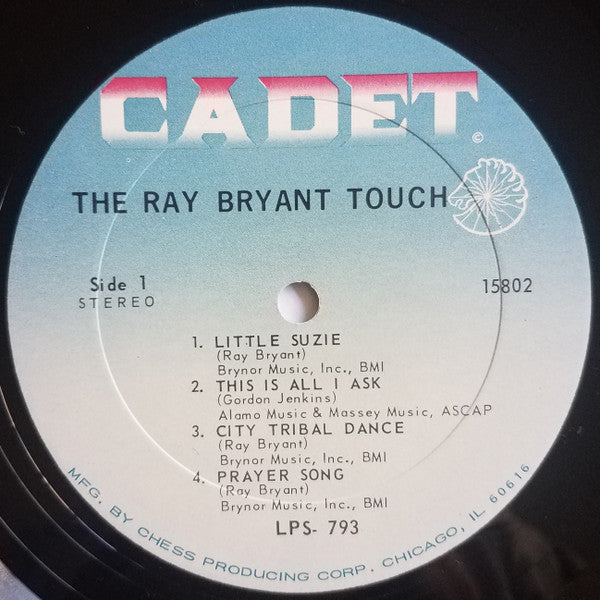 CADET
©
THE RAY BRYANT TOUCH
Side 1
STEREO
15802
1. LITTLE SUZIE
(Ray Bryant)
Brynor Music, Inc., BMI
2. THIS IS ALL I ASK
(Gordon Jenkins)
Alamo Music & Massey Music, ASCAP
3. CITY TRIBAL DANCE
(Ray Bryant)
Brynor Music, Inc., BMI
4. PRAYER SONG
(Ray Bryant)
Brynor Music, Inc., BMI
LPS- 793
MFG. BY CHESS PRODUCING CORP. CHICAGO, IL 60616